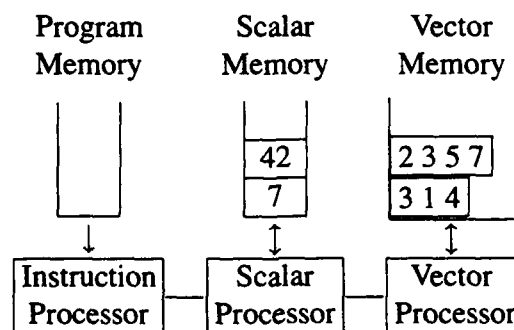 Program Scalar Vector
Memory Memory Memory
42 2 3 5 7
7 3 1 4
Instruction Scalar Vector
Processor Processor Processor